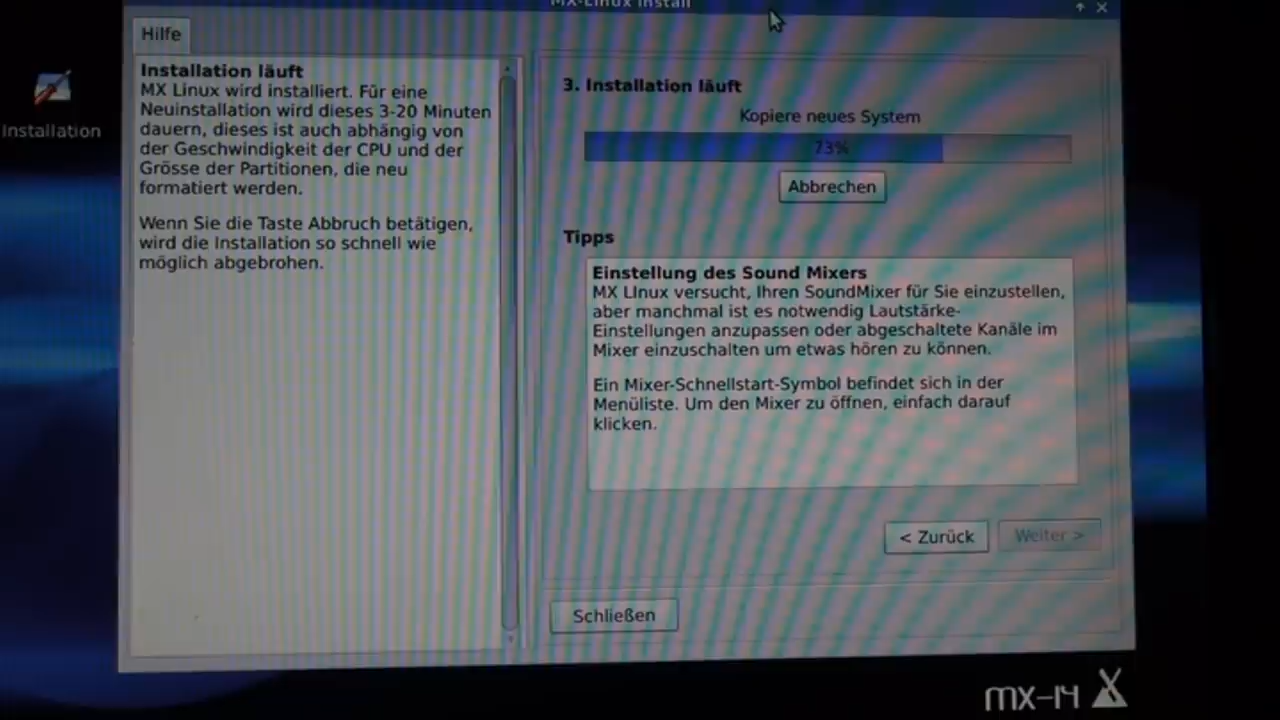 MX-Linux Install
Hilfe
Installation läuft
MX Linux wird installiert. Für eine
Neuinstallation wird dieses 3-20 Minuten
dauern, dieses ist auch abhängig von
der Geschwindigkeit der CPU und der
Grösse der Partitionen, die neu
formatiert werden.
Wenn Sie die Taste Abbruch betätigen,
wird die Installation so schnell wie
möglich abgebrohen.
Installation
3. Installation läuft
Kopiere neues System
73%
Abbrechen
Tipps
Einstellung des Sound Mixers
MX LInux versucht, Ihren SoundMixer für Sie einzustellen,
aber manchmal ist es notwendig Lautstärke-
Einstellungen anzupassen oder abgeschaltete Kanäle im
Mixer einzuschalten um etwas hören zu können.
Ein Mixer-Schnellstart-Symbol befindet sich in der
Menüliste. Um den Mixer zu öffnen, einfach darauf
klicken.
< Zurück
Weiter >
Schließen
mx-14